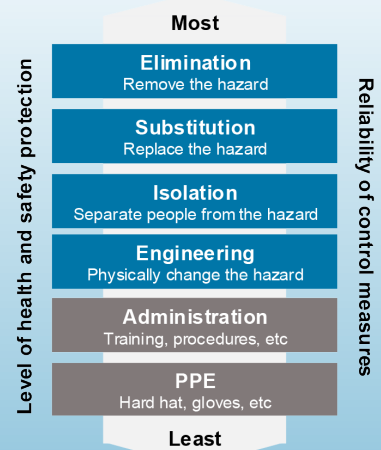 Most
Elimination
Remove the hazard
Substitution
Replace the hazard
Isolation
Separate people from the hazard
Engineering
Physically change the hazard
Administration
Training, procedures, etc
PPE
Hard hat, gloves, etc
Least
Level of health and safety protection
Reliability of control measures